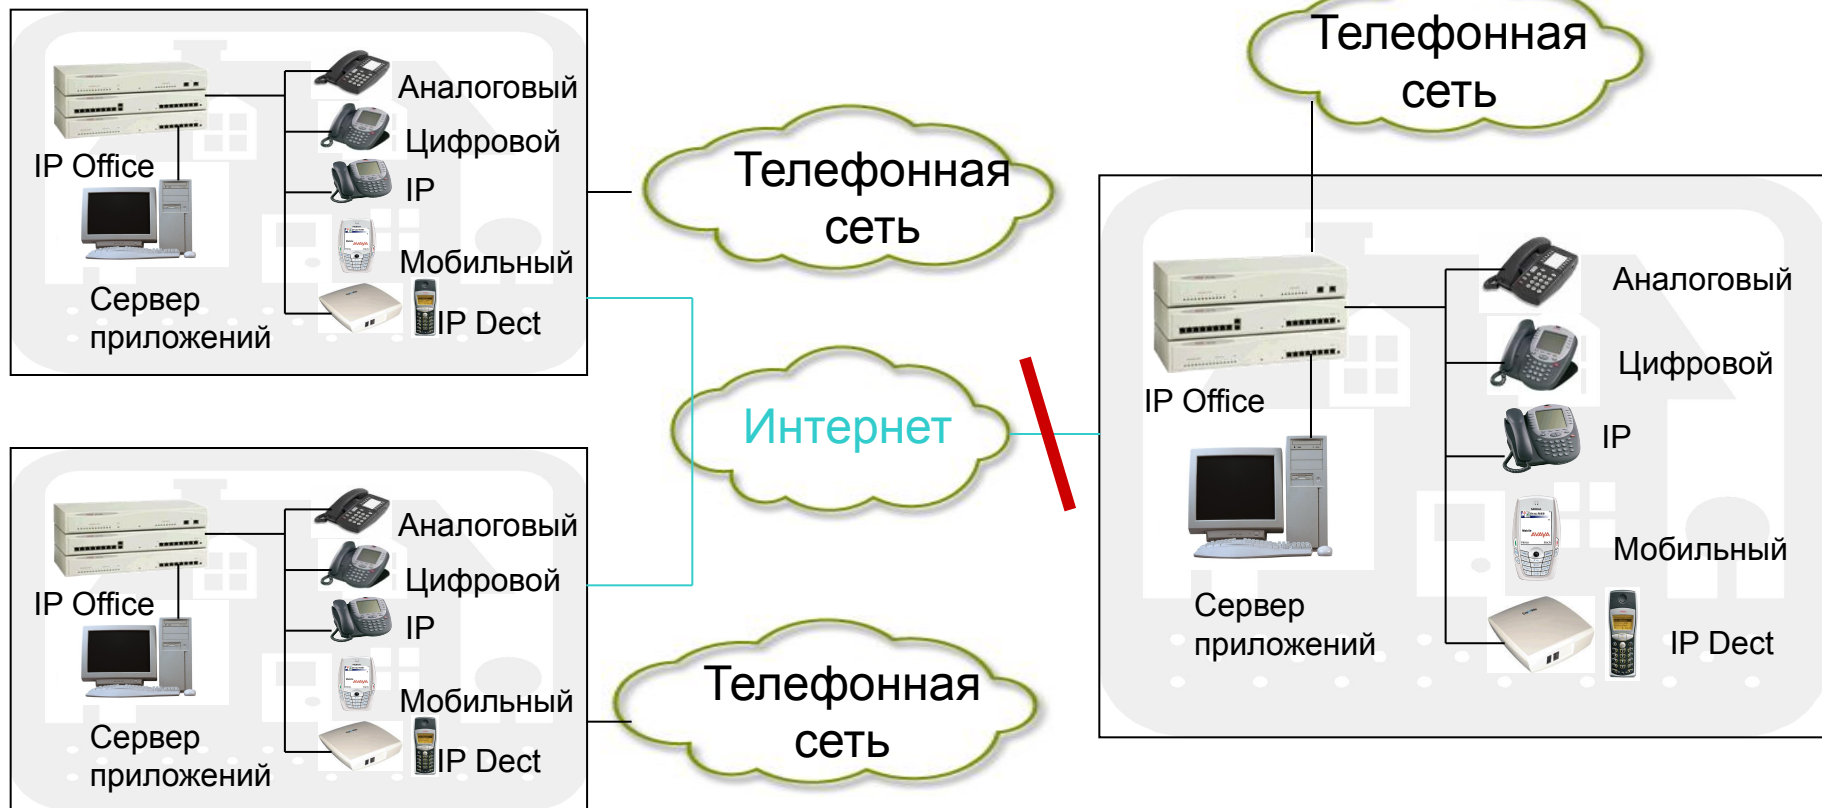 Аналоговый
Цифровой
IP Office
IP
Мобильный
Сервер
приложений
IP Dect
Телефонная
сеть
Телефонная
сеть
Интернет
Аналоговый
Цифровой
IP Office
IP
Мобильный
Сервер
приложений
IP Dect
Телефонная
сеть
Аналоговый
Цифровой
IP Office
IP
AVAYA
Мобильный
Сервер
приложений
IP Dect